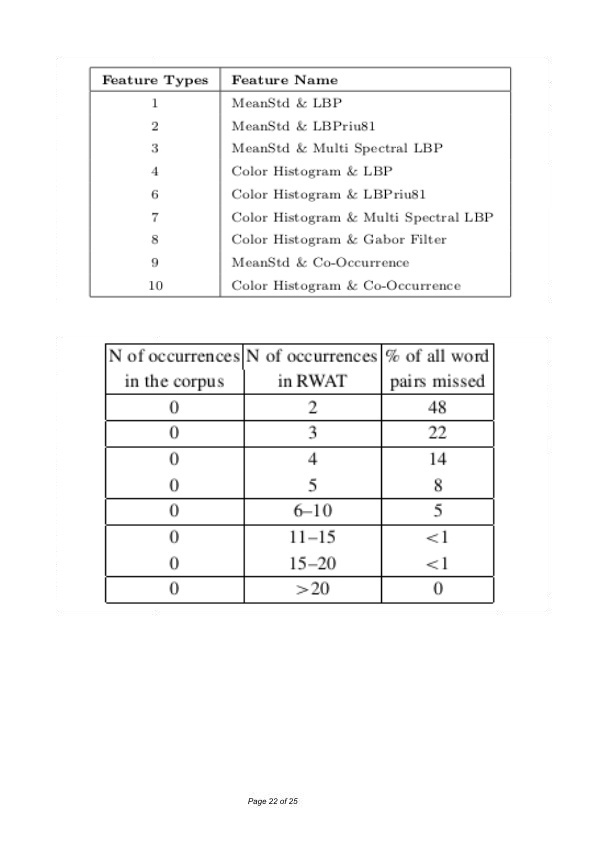 Feature Types Feature Name
1 MeanStd & LBP
2 MeanStd & LBPriu81
3 MeanStd & Multi Spectral LBP
4 Color Histogram & LBP
6 Color Histogram & LBPriu81
7 Color Histogram & Multi Spectral LBP
8 Color Histogram & Gabor Filter
9 MeanStd & Co-Occurrence
10 Color Histogram & Co-Occurrence
N of occurrences N of occurrences % of all word
in the corpus in RWAT pairs missed
0 2 48
0 3 22
0 4 14
0 5 8
0 6–10 5
0 11–15 <1
0 15–20 <1
0 >20 0
Page 22 of 25